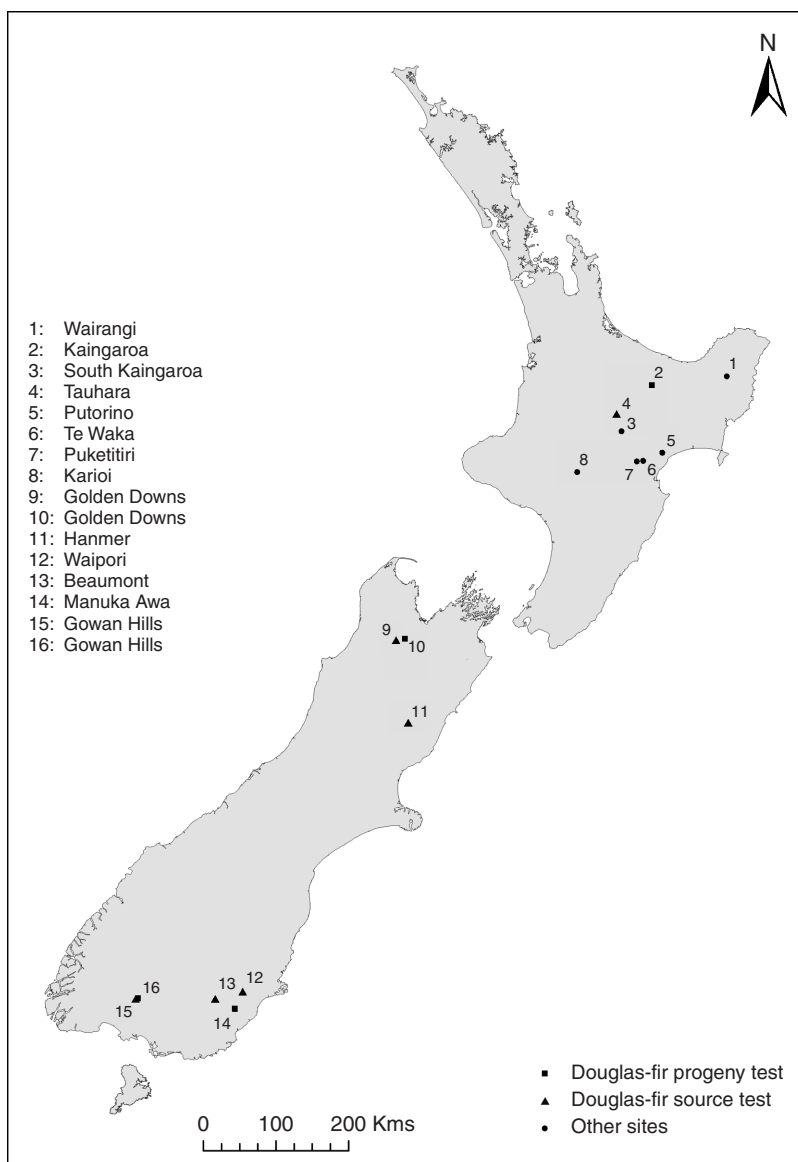 N
1: Wairangi
2: Kaingaroa
3: South Kaingaroa
4: Tauhara
5: Putorino
6: Te Waka
7: Puketitiri
8: Karioi
9: Golden Downs
10: Golden Downs
11: Hanmer
12: Waipori
13: Beaumont
14: Manuka Awa
15: Gowan Hills
16: Gowan Hills
1
2
4
3
5
8
7
6
9
10
11
16
13
12
15
14
Douglas-fir progeny test
Douglas-fir source test
Other sites
0 100 200 Kms